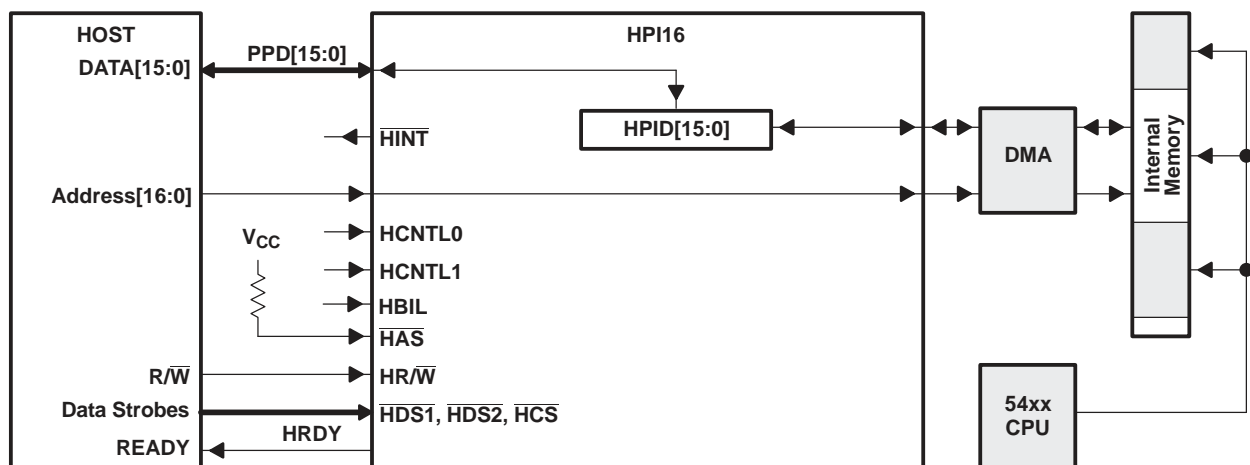 HOST
DATA[15:0]
PPD[15:0]
HPI16
HPID[15:0]
HINT
DMA
Internal
Memory
Address[16:0]
VCC
HCNTL0
HCNTL1
HBIL
HAS
R/W
HR/W
Data Strobes
HDS1, HDS2, HCS
READY
HRDY
54xx
CPU